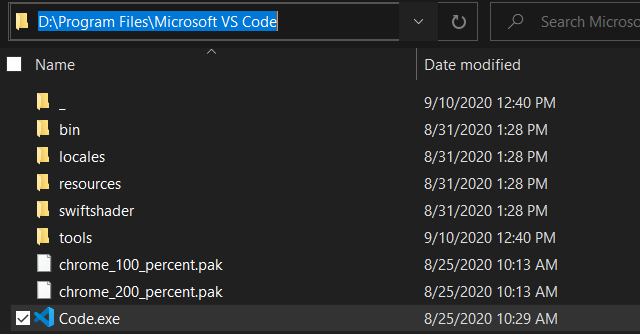 D:\Program Files\Microsoft VS Code Search Microso
Name Date modified
_ 9/10/2020 12:40 PM
bin 8/31/2020 1:28 PM
locales 8/31/2020 1:28 PM
resources 8/31/2020 1:28 PM
swiftshader 8/31/2020 1:28 PM
tools 9/10/2020 12:40 PM
chrome_100_percent.pak 8/25/2020 10:13 AM
chrome_200_percent.pak 8/25/2020 10:13 AM
Code.exe 8/25/2020 10:29 AM